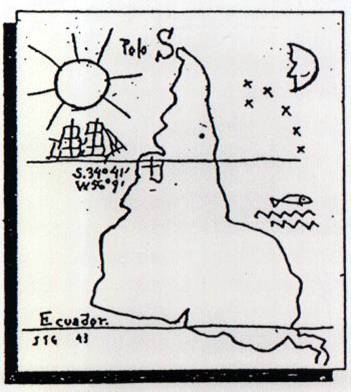 Polo S
S. 34° 41'
W 56° 9'
Ecuador.
JTG 43